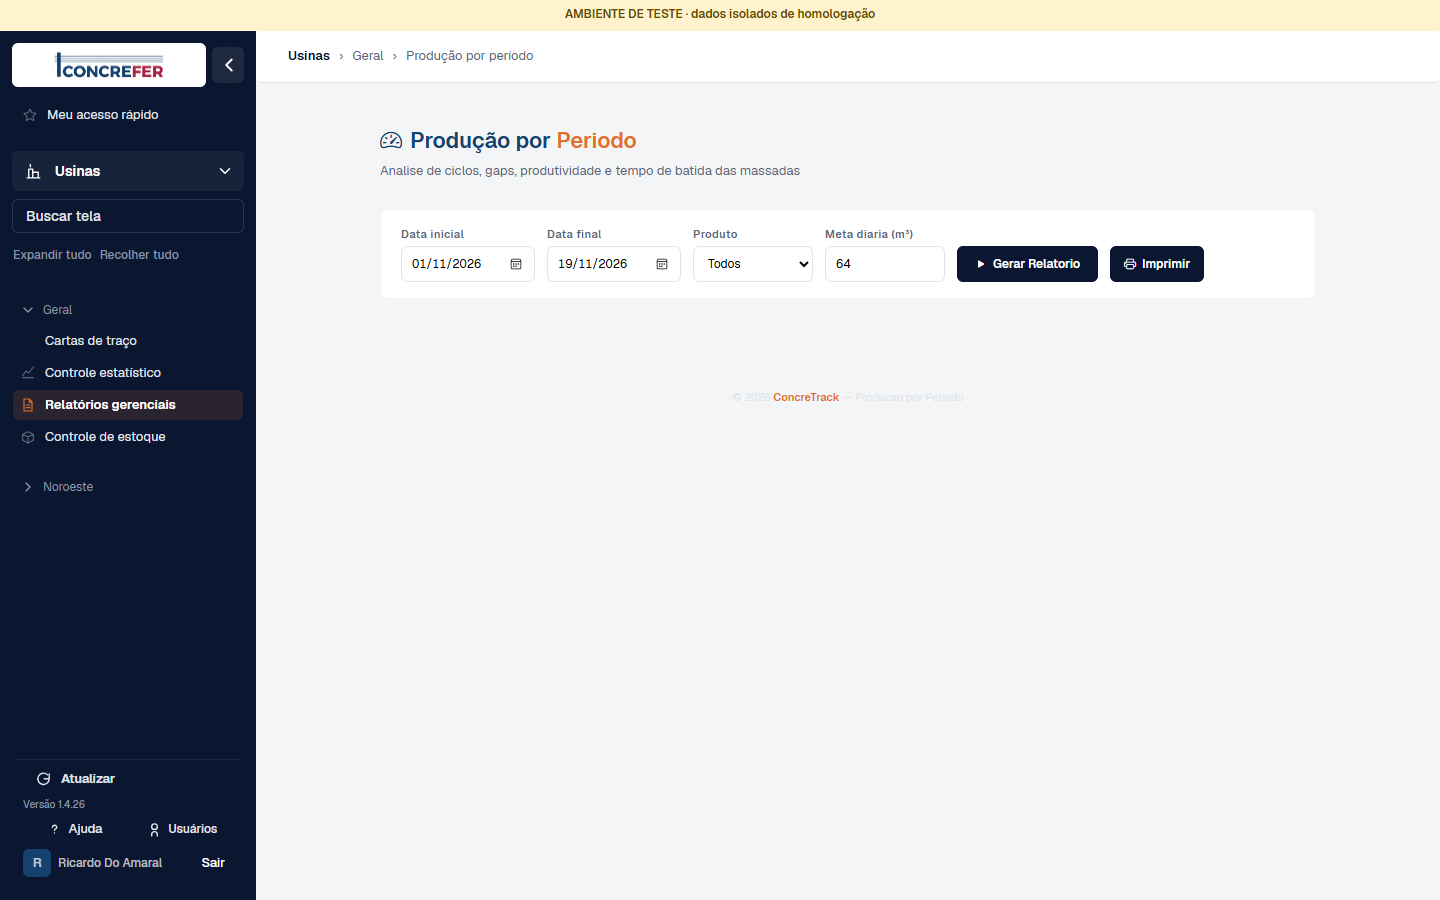 AMBIENTE DE TESTE · dados isolados de homologação
CONCREFER
Meu acesso rápido
Usinas
Buscar tela
Expandir tudo Recolher tudo
Geral
Cartas de traço
Controle estatístico
Relatórios gerenciais
Controle de estoque
Noroeste
Atualizar
Versão 1.4.26
? Ajuda Usuários
R Ricardo Do Amaral Sair
Usinas › Geral › Produção por período
Produção por Periodo
Analise de ciclos, gaps, produtividade e tempo de batida das massadas
Data inicial Data final Produto Meta diaria (m³)
01/11/2026 19/11/2026 Todos 64 Gerar Relatorio Imprimir
© 2026 ConcreTrack — Producao por Periodo